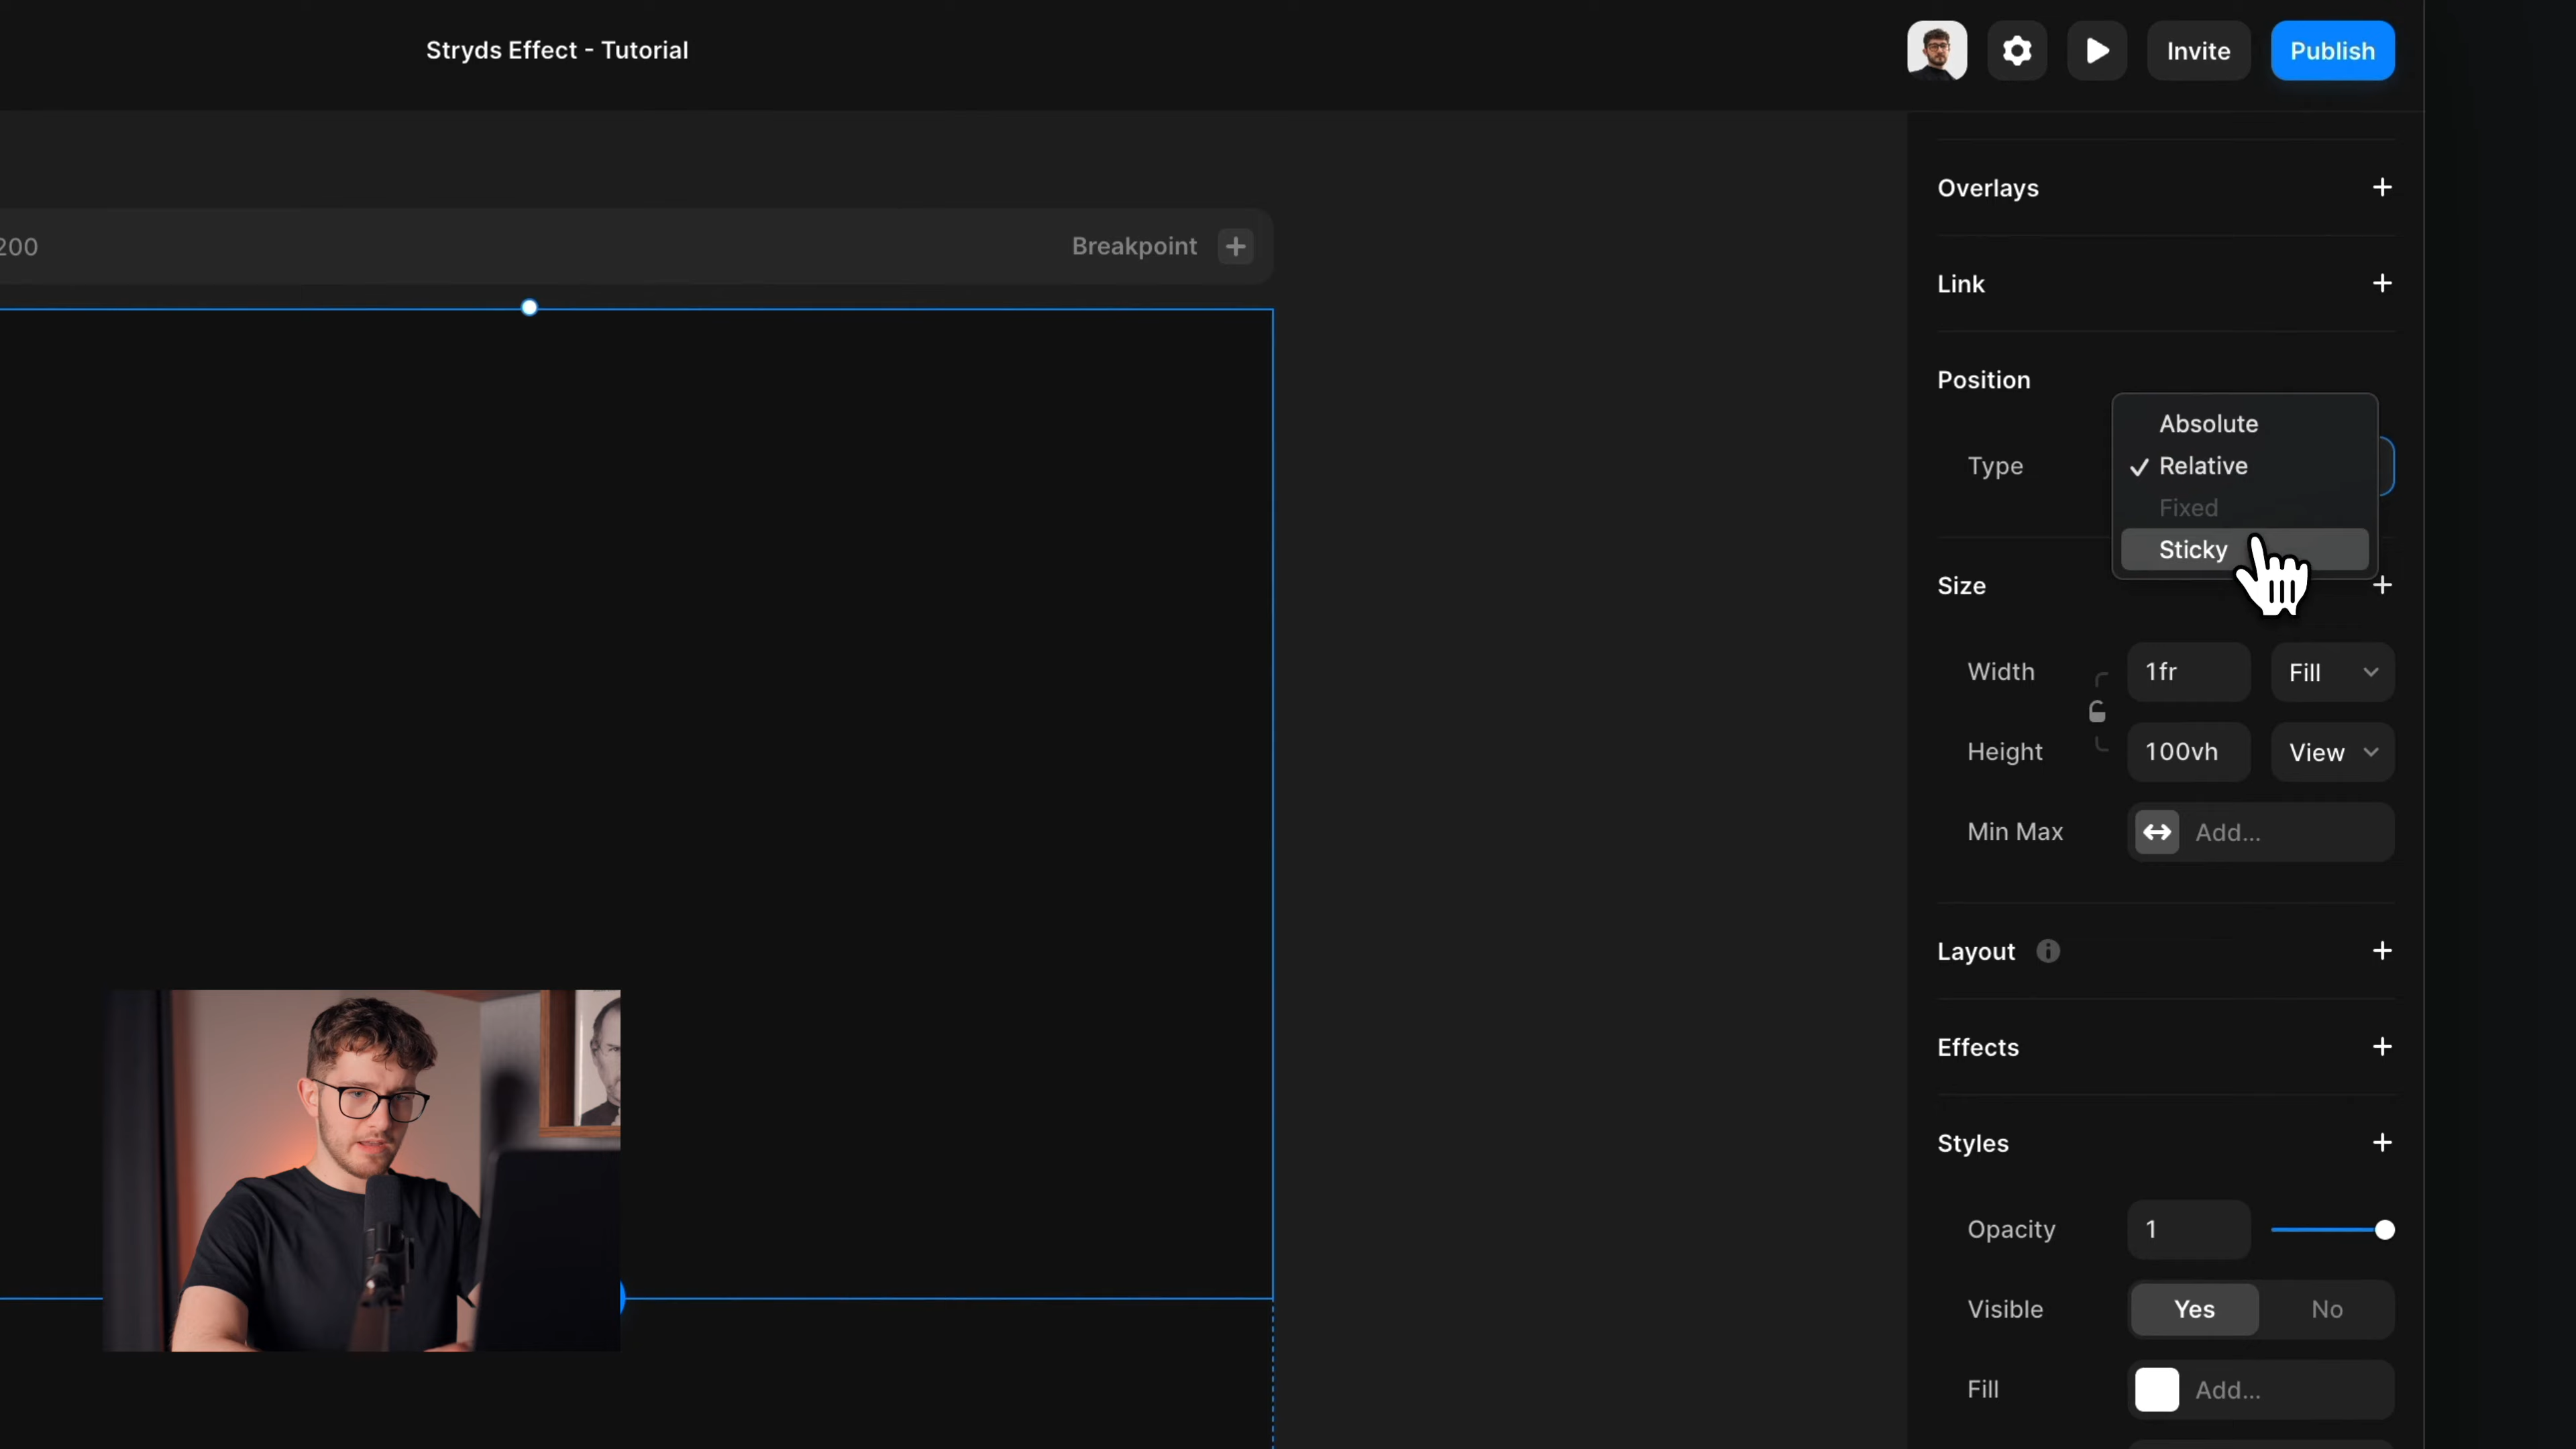 Stryds Effect - Tutorial
Invite
Publish
200
Breakpoint
Overlays
Link
Position
Type
Absolute
Relative
Fixed
Sticky
Size
Width
1fr
Fill
Height
100vh
View
Min Max
Add...
Layout
Effects
Styles
Opacity
1
Visible
Yes
No
Fill
Add...